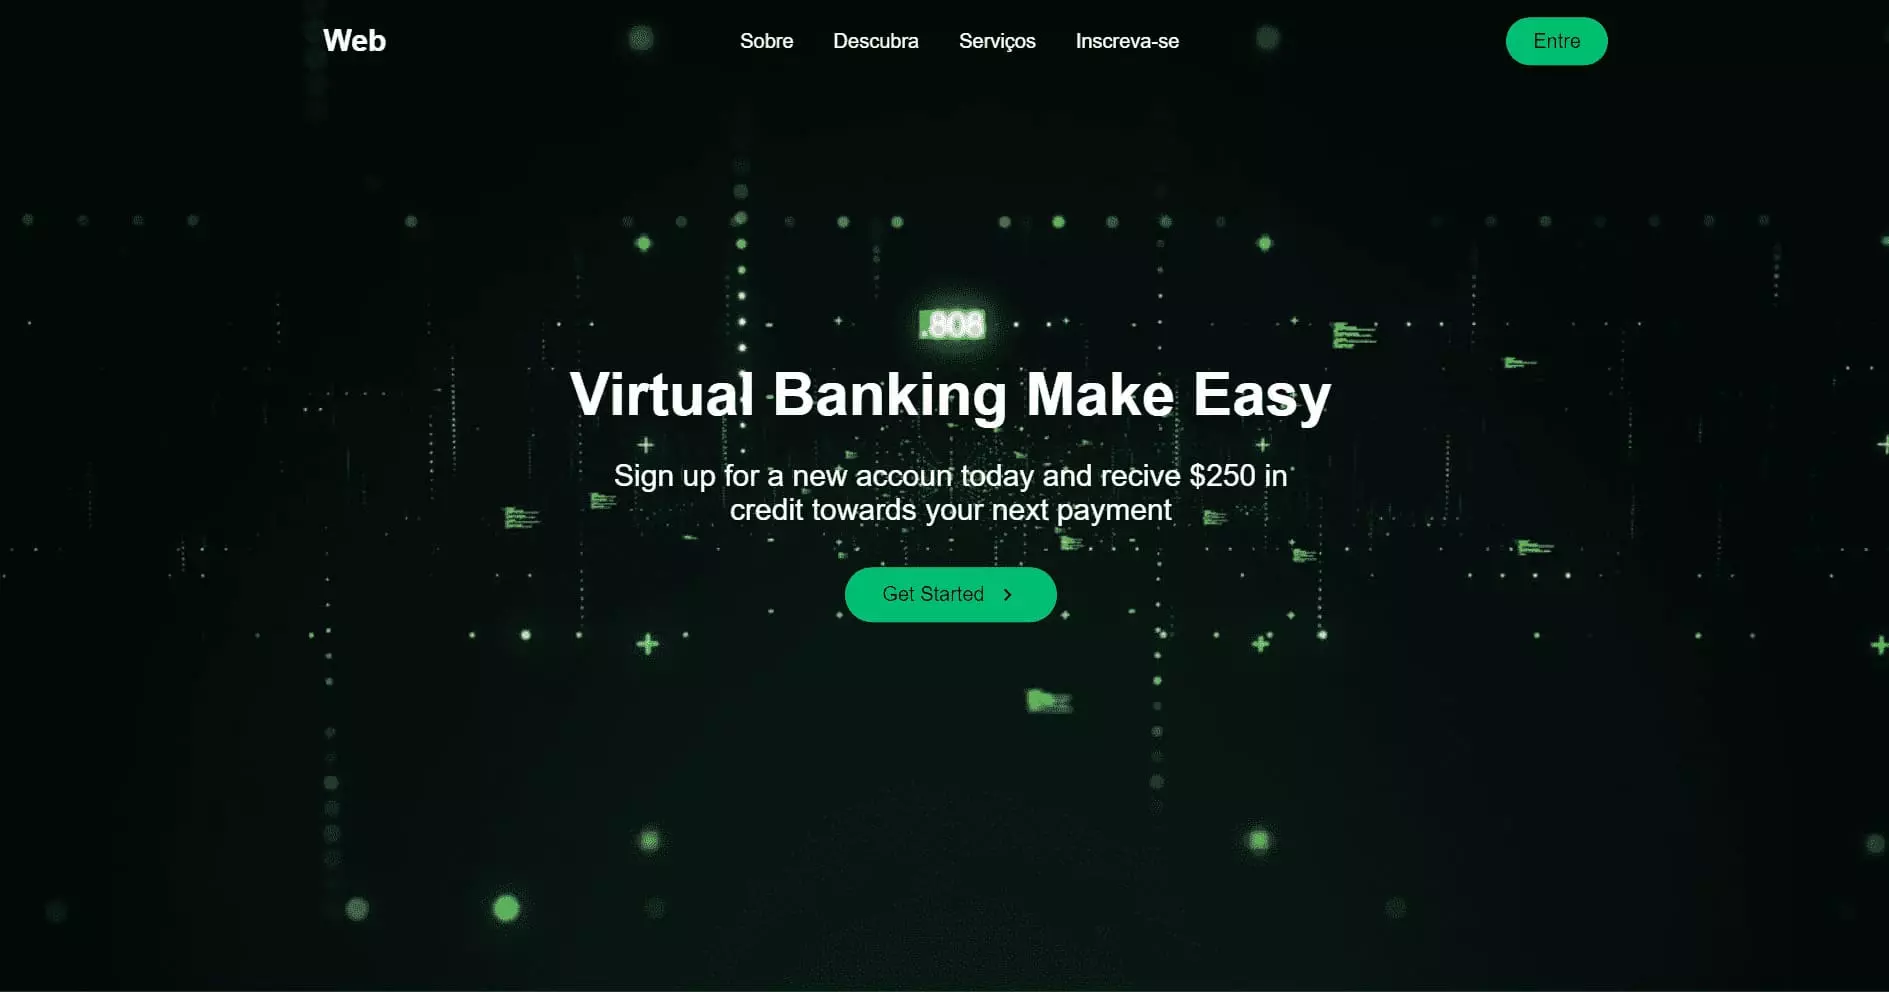 Web
Sobre
Descubra
Serviços
Inscreva-se
Entre
.808
Virtual Banking Make Easy
Sign up for a new accoun today and recive $250 in
credit towards your next payment
Get Started